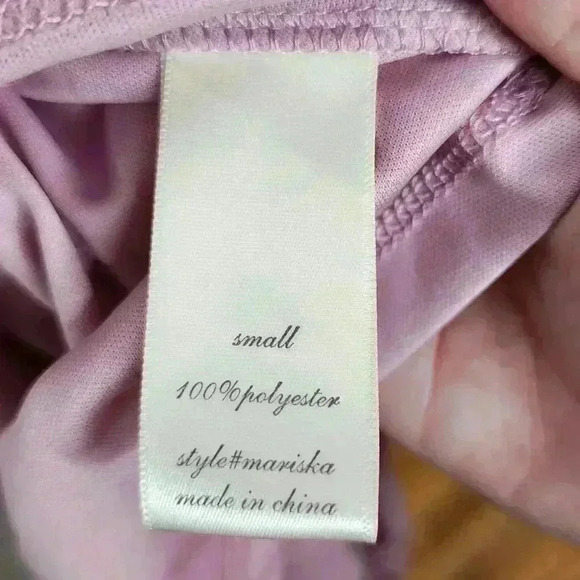 small
100%polyester
style#mariska
made in china